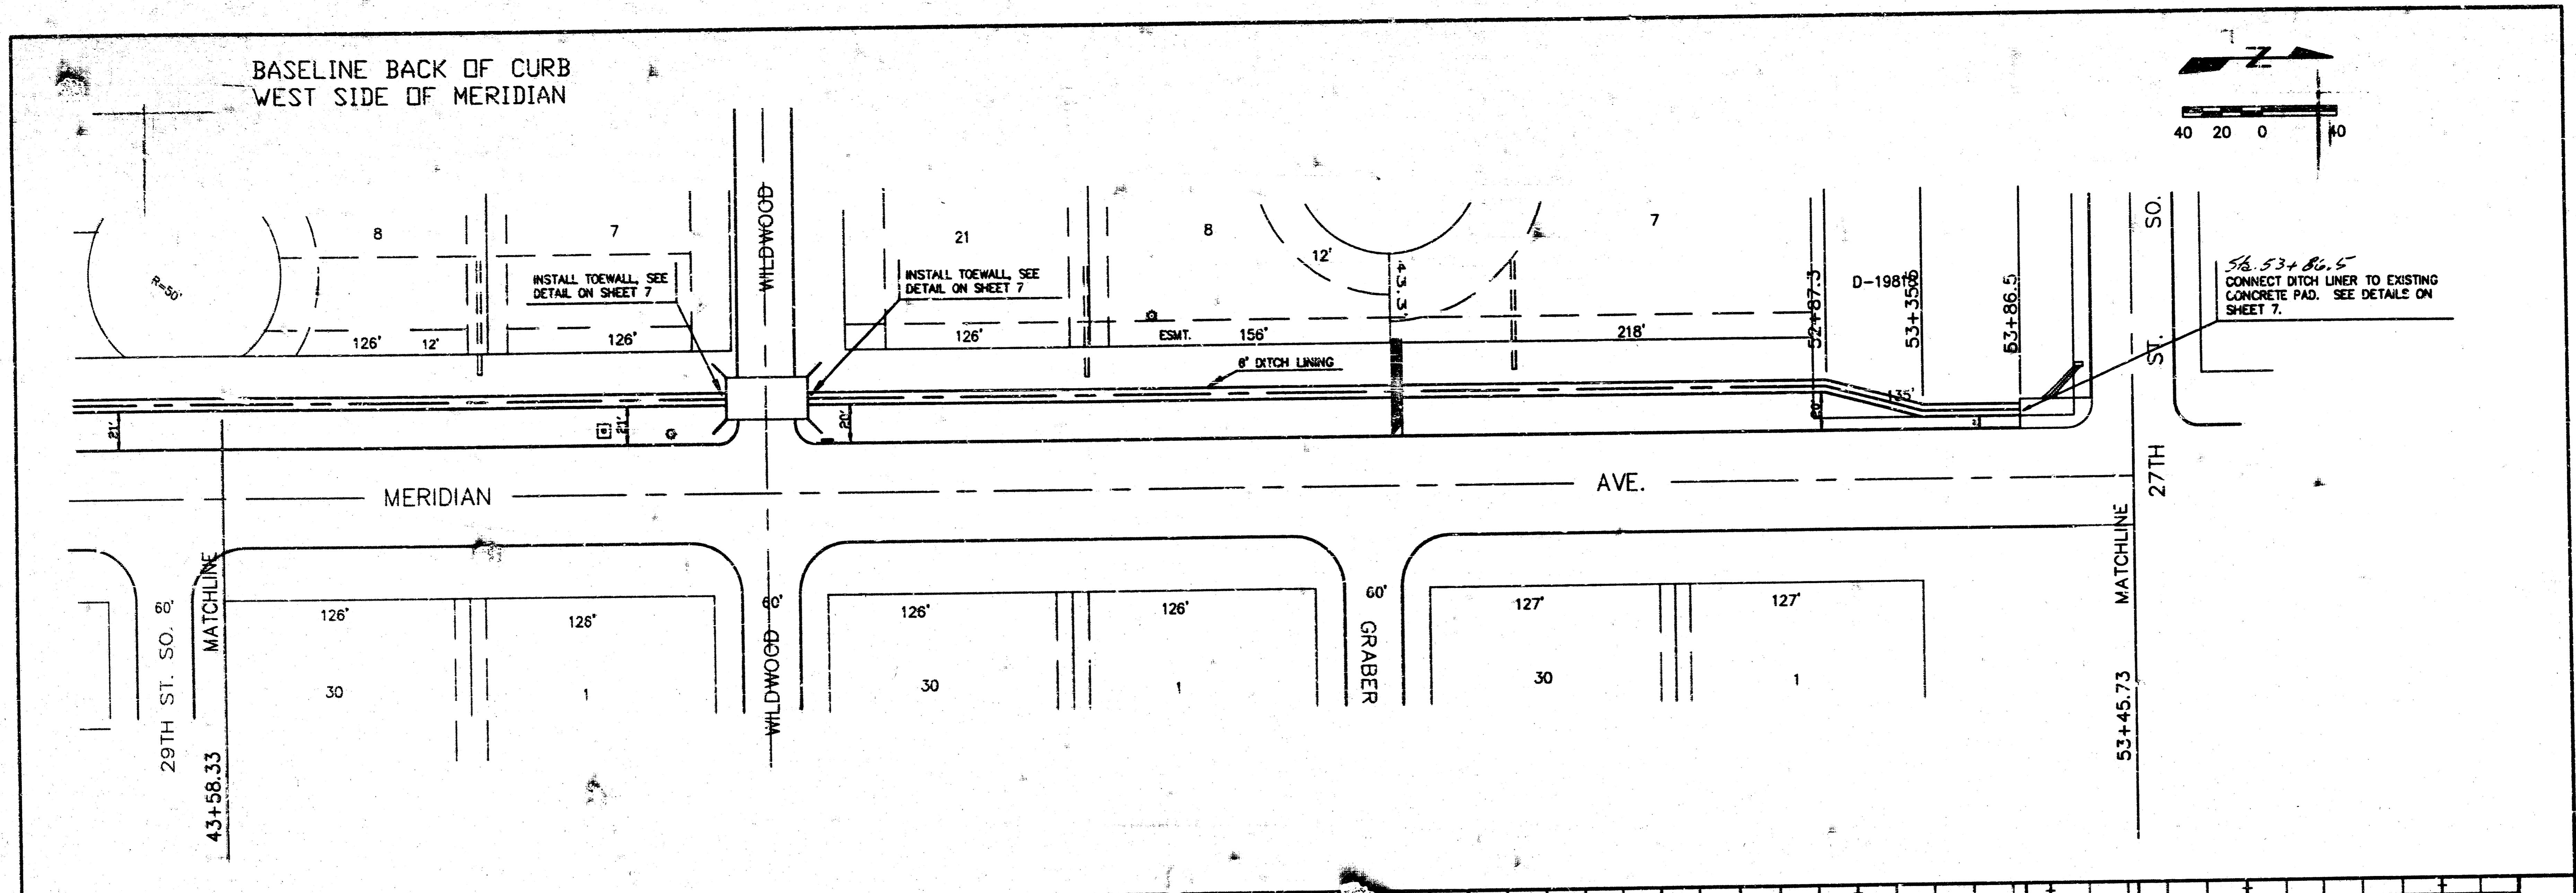 BASELINE BACK OF CURB
WEST SIDE OF MERIDIAN
Z
40 20 0 40
R=50'
8
7
WILDWOOD
21
8
12'
7
INSTALL TOEWALL, SEE
DETAIL ON SHEET 7
INSTALL TOEWALL, SEE
DETAIL ON SHEET 7
43.3'
52+87.3
D-19816
53+35.6
53+86.5
SO.
ST.
27TH
Sta. 53+86.5
CONNECT DITCH LINER TO EXISTING
CONCRETE PAD. SEE DETAILS ON
SHEET 7.
126'
12'
126'
126'
ESMT.
156'
218'
6' DITCH LINING
135'
21'
21'
20'
20'
MERIDIAN
AVE.
MATCHLINE
43+58.33
MATCHLINE
53+45.73
60'
29TH ST. SO.
126'
126'
60'
WILDWOOD
126'
126'
60'
GRABER
127'
127'
30
1
30
1
30
1